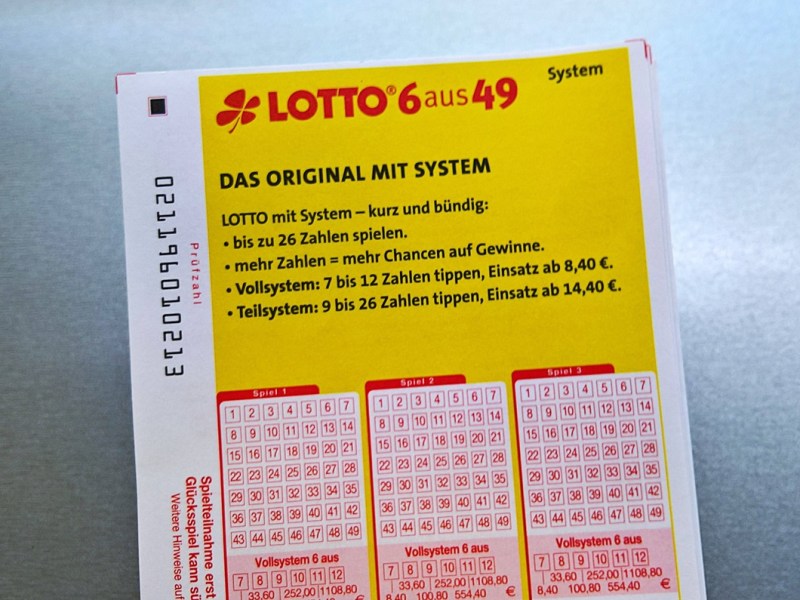 LOTTO® 6aus49
System
DAS ORIGINAL MIT SYSTEM
LOTTO mit System – kurz und bündig:
• bis zu 26 Zahlen spielen.
• mehr Zahlen = mehr Chancen auf Gewinne.
• Vollsystem: 7 bis 12 Zahlen tippen, Einsatz ab 8,40 €.
• Teilsystem: 9 bis 26 Zahlen tippen, Einsatz ab 14,40 €.
021196010213
Prüfzahl
Spielteilnahme erst
Glücksspiel kann sü
Weitere Hinweise auf
Spiel 1
1 2 3 4 5 6 7
8 9 10 11 12 13 14
15 16 17 18 19 20 21
22 23 24 25 26 27 28
29 30 31 32 33 34 35
36 37 38 39 40 41 42
43 44 45 46 47 48 49
Vollsystem 6 aus
7 8 9 10 11 12
33,60 252,00 1108,80
Spiel 2
1 2 3 4 5 6 7
8 9 10 11 12 13 14
15 16 17 18 19 20 21
22 23 24 25 26 27 28
29 30 31 32 33 34 35
36 37 38 39 40 41 42
43 44 45 46 47 48 49
Vollsystem 6 aus
7 8 9 10 11 12
33,60 252,00 1108,80
8,40 100,80 554,40 €
Spiel 3
1 2 3 4 5 6 7
8 9 10 11 12 13 14
15 16 17 18 19 20 21
22 23 24 25 26 27 28
29 30 31 32 33 34 35
36 37 38 39 40 41 42
43 44 45 46 47 48 49
Vollsystem 6 aus
7 8 9 10 11 12
33,60 252,00 1108,80
8,40 100,80 554,40 €